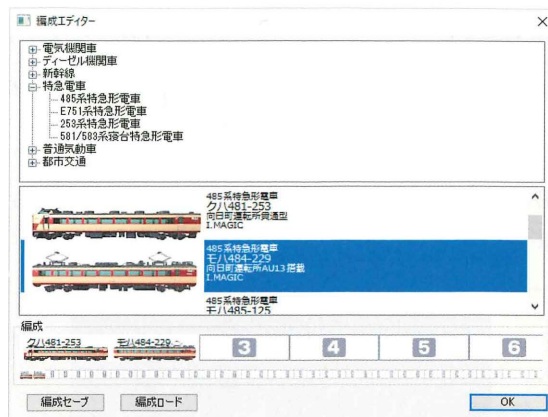 編成エディター
電気機関車
ディーゼル機関車
新幹線
特急電車
485系特急形電車
E751系特急形電車
253系特急形電車
581/583系寝台特急形電車
普通気動車
都市交通
485系特急形電車
クハ481-253
向日町運転所貫通型
I.MAGIC
485系特急形電車
モハ484-229
向日町運転所AU13搭載
I.MAGIC
485系特急形電車
モハ485-125
編成
クハ481-253 モハ484-229 3 4 5 6
編成セーブ 編成ロード OK